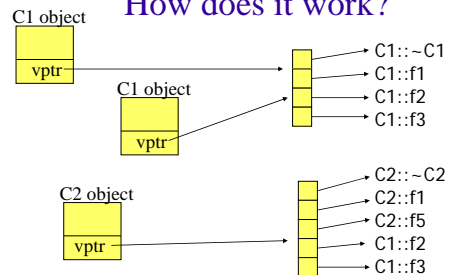 How does it work?
C1 object
vptr
C1::~C1
C1::f1
C1::f2
C1::f3
C1 object
vptr
C2 object
vptr
C2::~C2
C2::f1
C2::f5
C1::f2
C1::f3